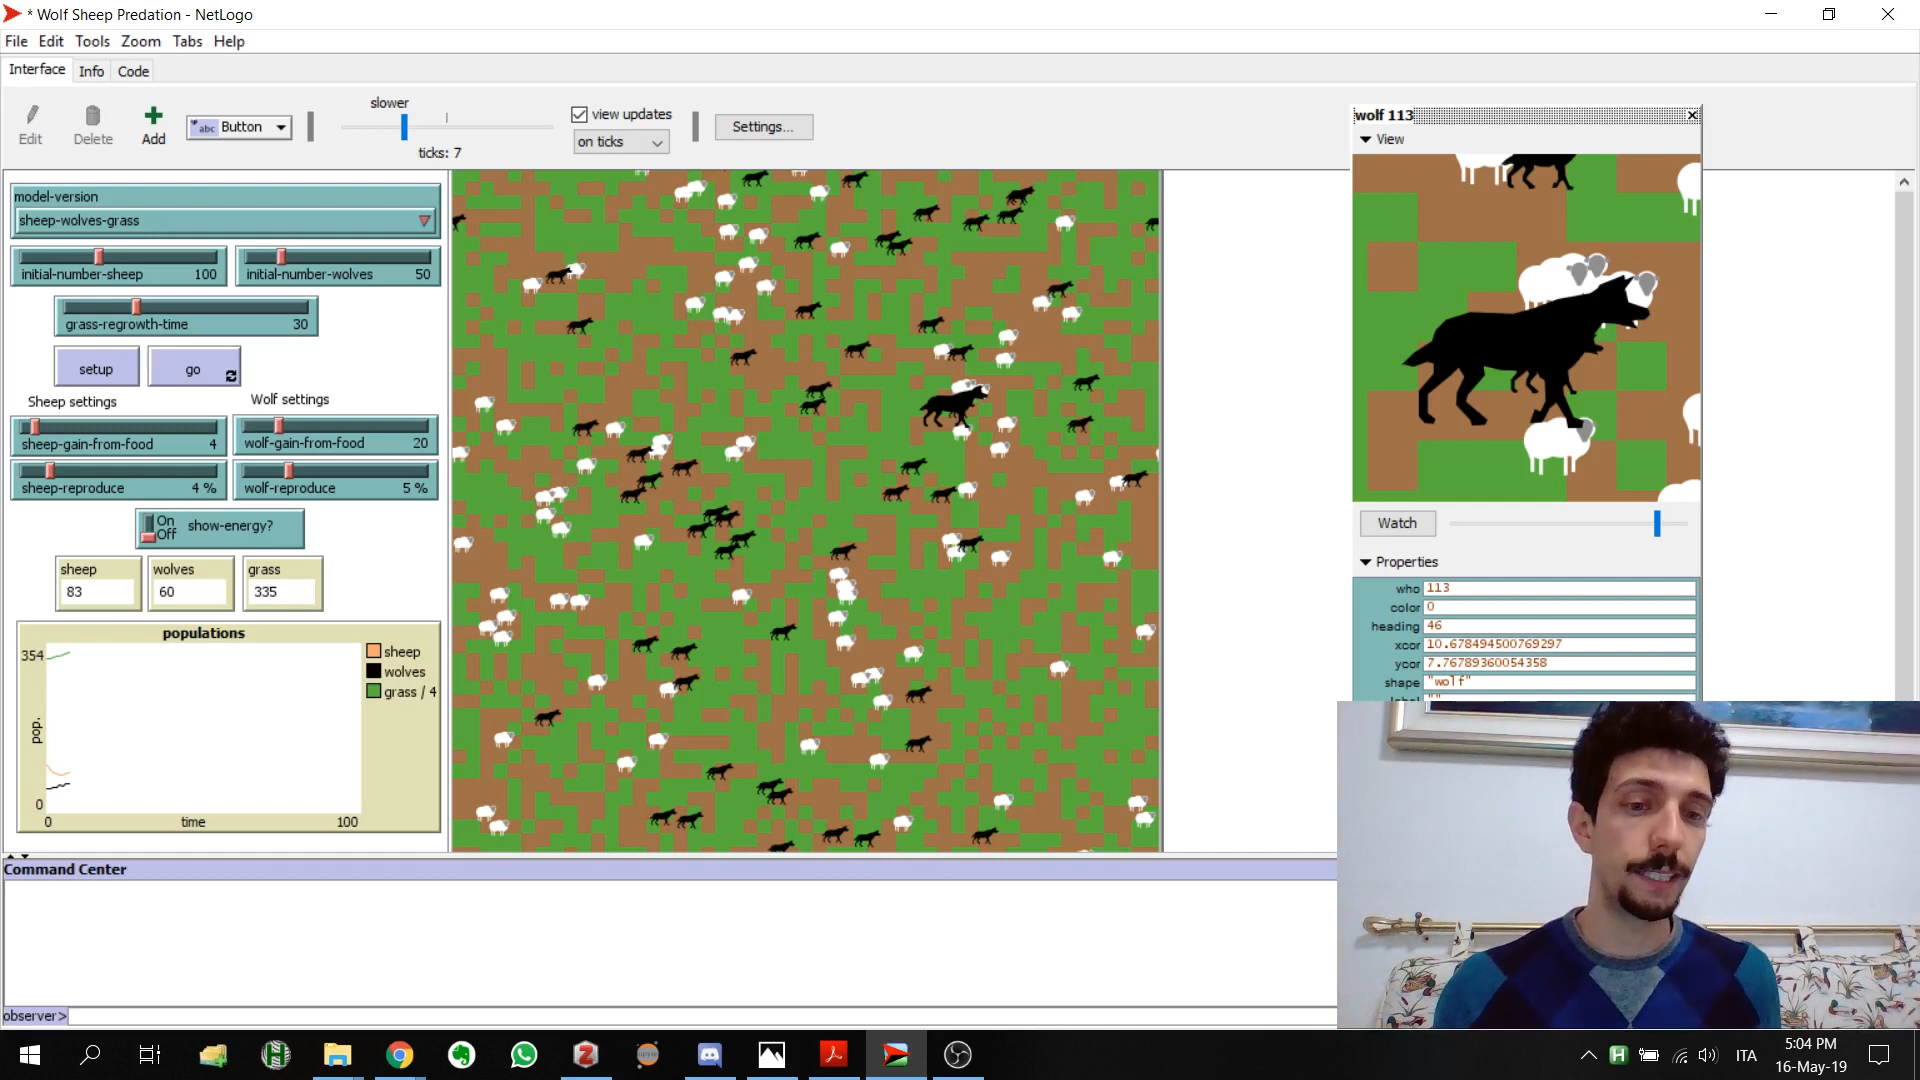 * Wolf Sheep Predation - NetLogo
File Edit Tools Zoom Tabs Help
Interface Info Code
Edit
Delete
Add
abc Button
slower
ticks: 7
view updates
on ticks
Settings...
model-version
sheep-wolves-grass
initial-number-sheep 100
initial-number-wolves 50
grass-regrowth-time 30
setup
go
Sheep settings
Wolf settings
sheep-gain-from-food 4
wolf-gain-from-food 20
sheep-reproduce 4 %
wolf-reproduce 5 %
On
Off
show-energy?
sheep
83
wolves
60
grass
335
populations
354
pop.
0
0
time
100
sheep
wolves
grass / 4
wolf 113
View
Watch
Properties
who 113
color 0
heading 46
xcor 10.678494500769297
ycor 7.76789360054358
shape "wolf"
Command Center
observer>
ITA
5:04 PM
16-May-19